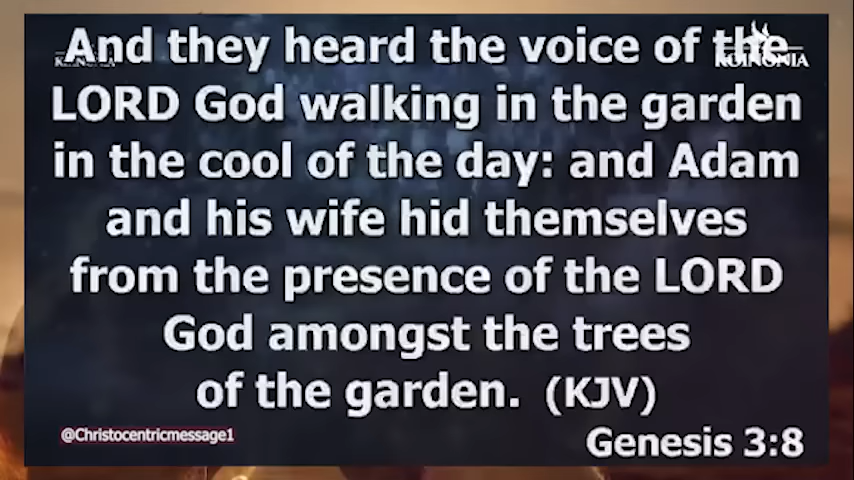 And they heard the voice of the
LORD God walking in the garden
in the cool of the day: and Adam
and his wife hid themselves
from the presence of the LORD
God amongst the trees
of the garden. (KJV)
Genesis 3:8
@Christocentricmessage1
KOINONIA
KOINONIA